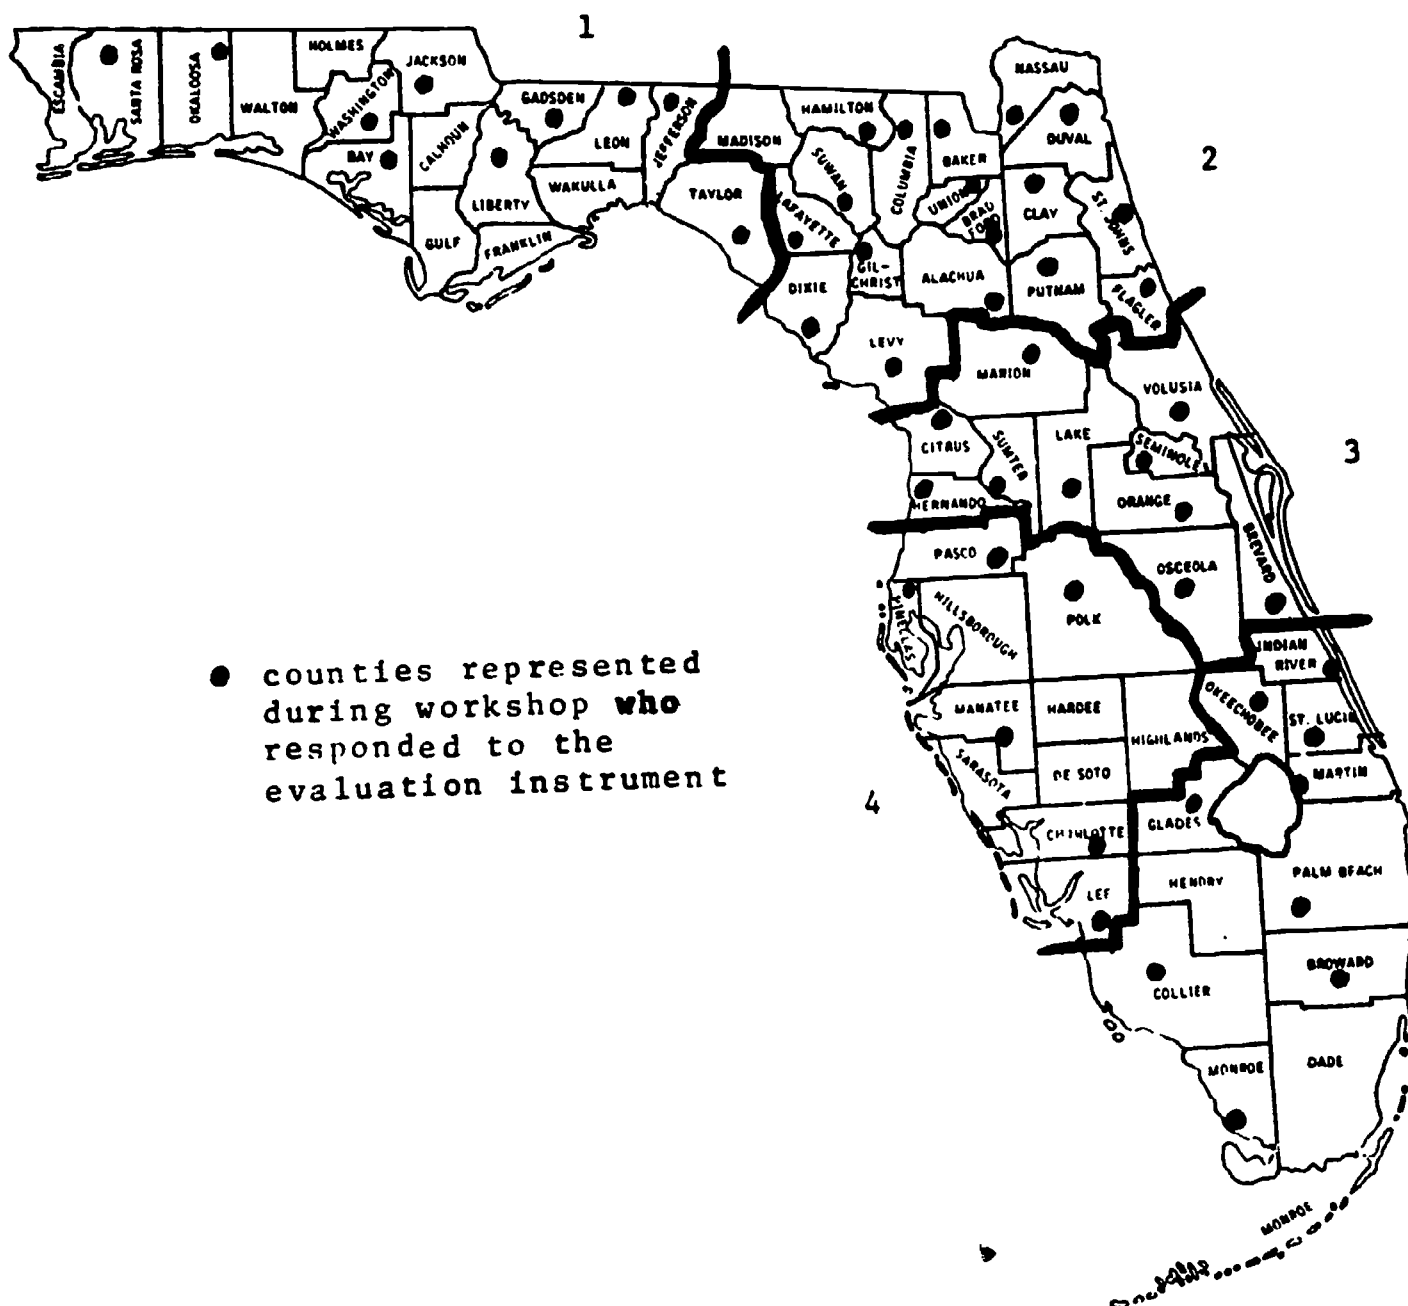 1
HOLMES
JACKSON
ESCAMBIA
SANTA ROSA
OKALOOSA
WALTON
WASHINGTON
GADSDEN
NASSAU
HAMILTON
LEON
JEFFERSON
MADISON
DUVAL
BAY
CALHOUN
SUWAN
COLUMBIA
BAKER
2
LIBERTY
WAKULLA
TAYLOR
LAFAYETTE
UNION
BRAD
FORD
CLAY
ST. JOHNS
GULF
FRANKLIN
DIXIE
GIL-
CHRIST
ALACHUA
PUTNAM
FLAGLER
LEVY
MARION
VOLUSIA
CITRUS
SUMTER
LAKE
SEMINOLE
3
HERNANDO
ORANGE
PASCO
OSCEOLA
BREVARD
PINELLAS
HILLSBOROUGH
POLK
INDIAN
RIVER
counties represented
during workshop who
responded to the
evaluation instrument
MANATEE
HARDEE
HIGHLANDS
OKEECHOBEE
ST. LUCIE
SARASOTA
DE SOTO
MARTIN
4
CHARLOTTE
GLADES
LEE
HENDRY
PALM BEACH
BROWARD
COLLIER
MONROE
DADE
MONROE